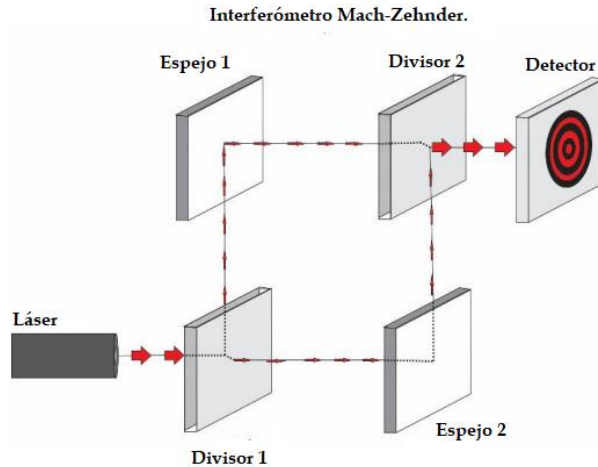 Interferómetro Mach-Zehnder.
Espejo 1
Divisor 2
Detector
Láser
Espejo 2
Divisor 1